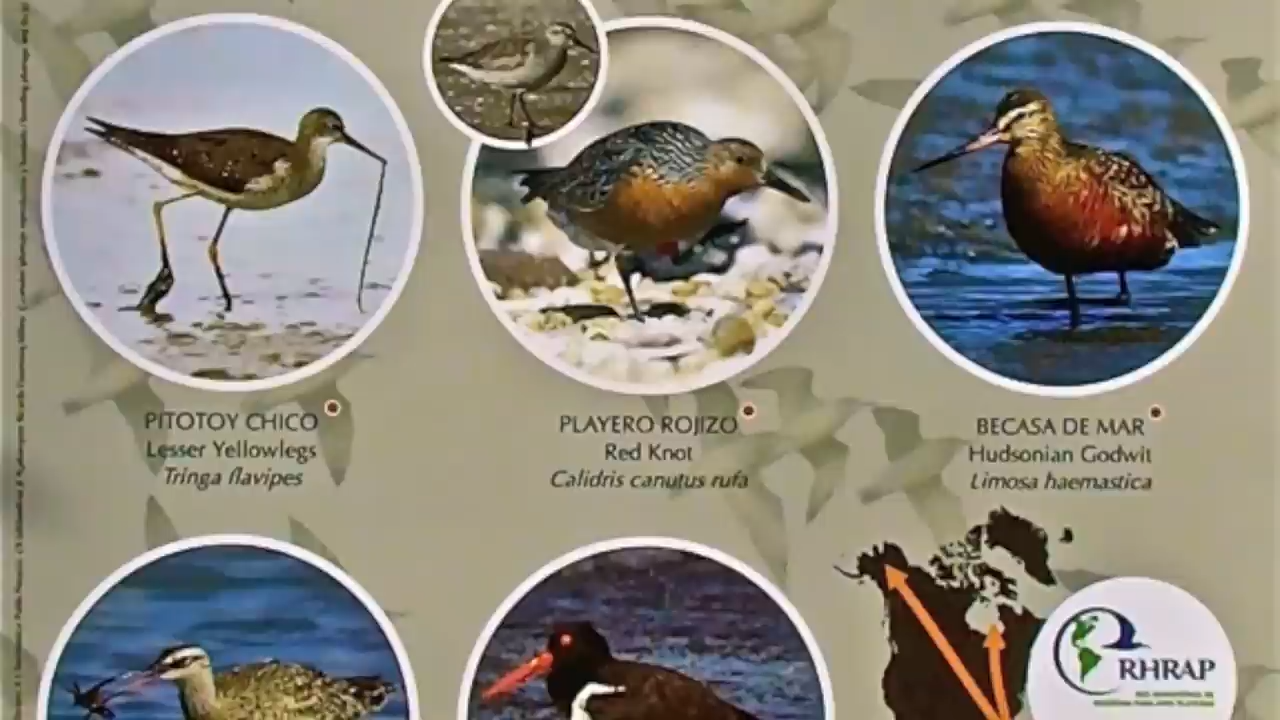 PITOTOY CHICO
Lesser Yellowlegs
Tringa flavipes
PLAYERO ROJIZO
Red Knot
Calidris canutus rufa
BECASA DE MAR
Hudsonian Godwit
Limosa haemastica
RHRAP